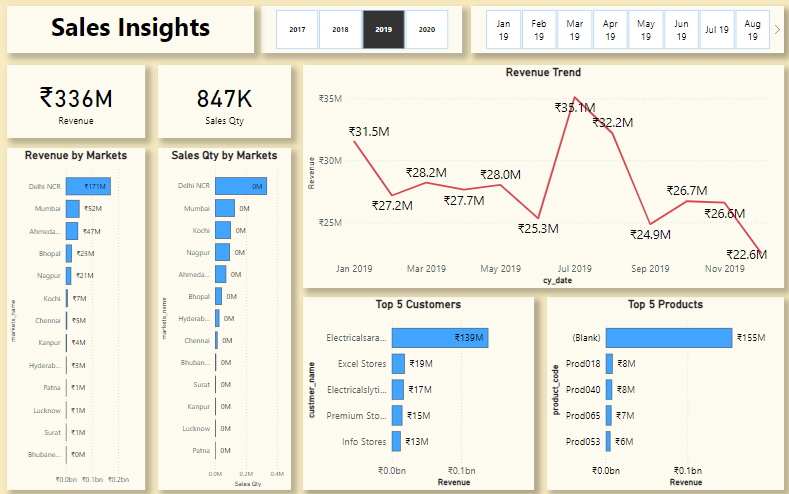 Sales Insights
2017
2018
2019
2020
Jan 19
Feb 19
Mar 19
Apr 19
May 19
Jun 19
Jul 19
Aug 19
₹336M
Revenue
847K
Sales Qty
Revenue Trend
₹35M
₹30M
₹25M
Revenue
₹31.5M
₹27.2M
₹28.2M
₹27.7M
₹28.0M
₹25.3M
₹35.1M
₹32.2M
₹24.9M
₹26.7M
₹26.6M
₹22.6M
Jan 2019
Mar 2019
May 2019
Jul 2019
Sep 2019
Nov 2019
cy_date
Revenue by Markets
markets_name
Delhi NCR ₹171M
Mumbai ₹52M
Ahmeda... ₹47M
Bhopal ₹23M
Nagpur ₹21M
Kochi ₹7M
Chennai ₹5M
Kanpur ₹4M
Hyderab... ₹3M
Patna ₹1M
Lucknow ₹1M
Surat ₹1M
Bhubane... ₹0M
₹0.0bn ₹0.1bn ₹0.2bn
Sales Qty by Markets
markets_name
Delhi NCR 0M
Mumbai 0M
Kochi 0M
Nagpur 0M
Ahmeda... 0M
Bhopal 0M
Hyderab... 0M
Chennai 0M
Bhuban... 0M
Surat 0M
Kanpur 0M
Lucknow 0M
Patna 0M
0.0M 0.2M 0.4M
Sales Qty
Top 5 Customers
custmer_name
Electricalsara... ₹139M
Excel Stores ₹19M
Electricalslyti... ₹17M
Premium Sto... ₹15M
Info Stores ₹13M
₹0.0bn ₹0.1bn
Revenue
Top 5 Products
product_code
(Blank) ₹155M
Prod018 ₹8M
Prod040 ₹8M
Prod065 ₹7M
Prod053 ₹6M
₹0.0bn ₹0.1bn
Revenue